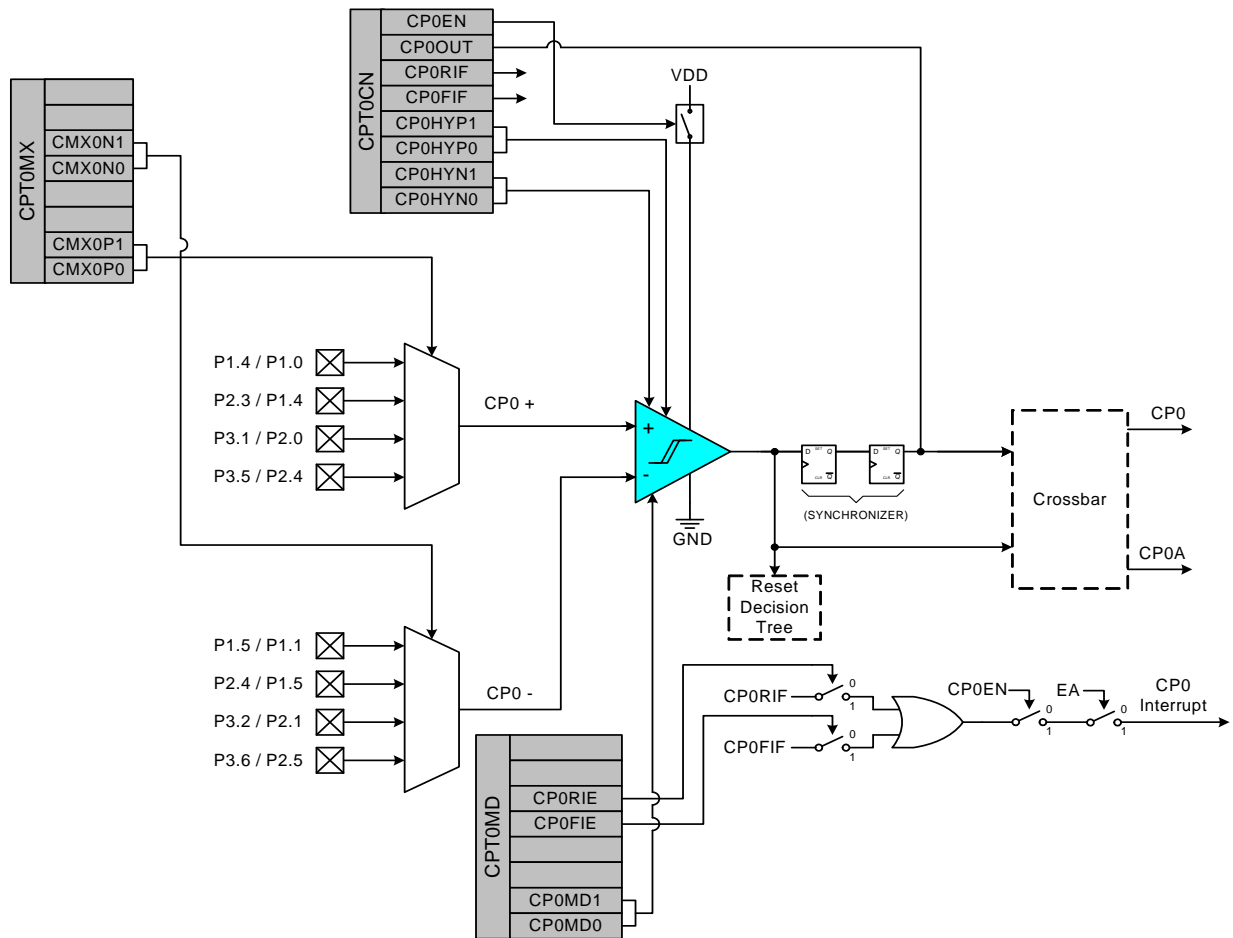 CPT0CN
CP0EN
CP0OUT
CP0RIF
CP0FIF
CP0HYP1
CP0HYP0
CP0HYN1
CP0HYN0
VDD
CPT0MX
CMX0N1
CMX0N0
CMX0P1
CMX0P0
P1.4 / P1.0
P2.3 / P1.4
P3.1 / P2.0
P3.5 / P2.4
CP0 +
+
-
GND
D SET Q
CLR Q
D SET Q
CLR Q
(SYNCHRONIZER)
Reset
Decision
Tree
Crossbar
CP0
CP0A
P1.5 / P1.1
P2.4 / P1.5
P3.2 / P2.1
P3.6 / P2.5
CP0 -
CPT0MD
CP0RIE
CP0FIE
CP0MD1
CP0MD0
CP0RIF
0
1
CP0FIF
0
1
CP0EN
0
1
EA
0
1
CP0
Interrupt